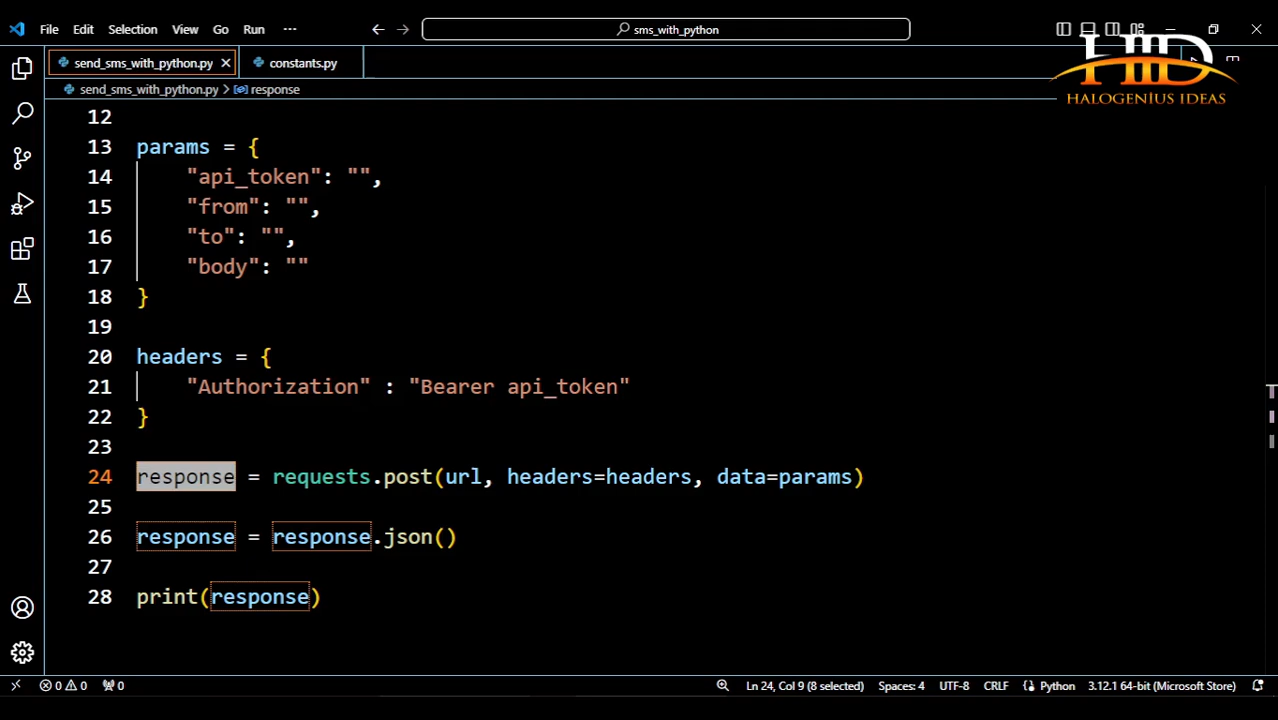 File Edit Selection View Go Run ···
sms_with_python
send_sms_with_python.py
constants.py
HID
HALOGENIUS IDEAS
send_sms_with_python.py > response
12
13 params = {
14 "api_token": "",
15 "from": "",
16 "to": "",
17 "body": ""
18 }
19
20 headers = {
21 "Authorization" : "Bearer api_token"
22 }
23
24 response = requests.post(url, headers=headers, data=params)
25
26 response = response.json()
27
28 print(response)
0 0 0 Ln 24, Col 9 (8 selected) Spaces: 4 UTF-8 CRLF {} Python 3.12.1 64-bit (Microsoft Store)